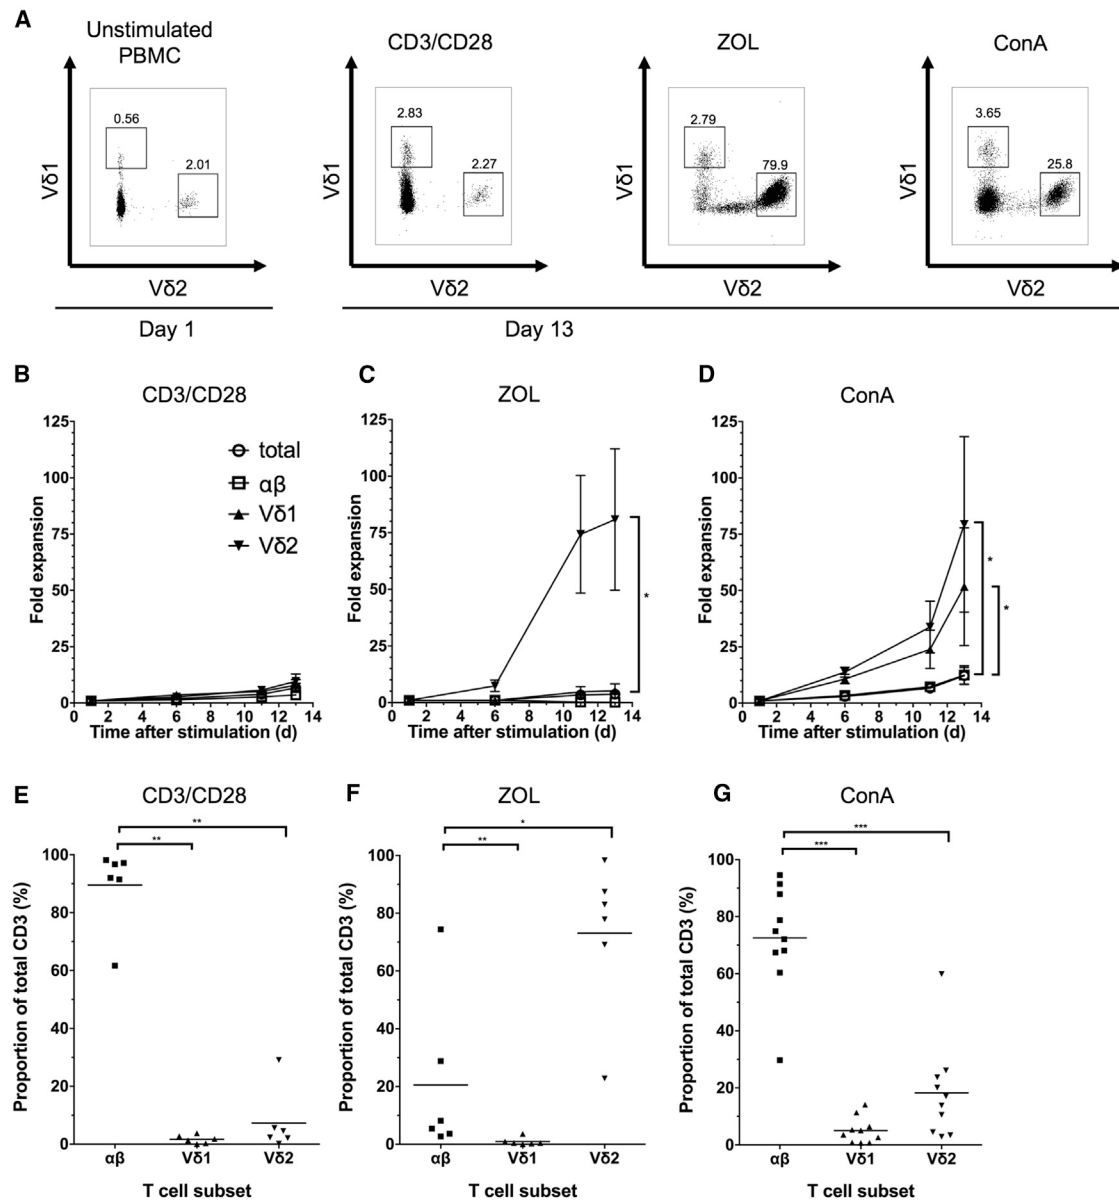 A
Unstimulated
PBMC
CD3/CD28
ZOL
ConA
0.56
2.01
2.83
2.27
2.79
79.9
3.65
25.8
Vδ1
Vδ1
Vδ1
Vδ1
Vδ2
Vδ2
Vδ2
Vδ2
Day 1
Day 13
B
CD3/CD28
125
100
75
50
25
0
Fold expansion
total
αβ
Vδ1
Vδ2
0 2 4 6 8 10 12 14
Time after stimulation (d)
C
ZOL
125
100
75
50
25
0
Fold expansion
*
0 2 4 6 8 10 12 14
Time after stimulation (d)
D
ConA
125
100
75
50
25
0
Fold expansion
*
*
0 2 4 6 8 10 12 14
Time after stimulation (d)
E
CD3/CD28
**
**
100
80
60
40
20
0
Proportion of total CD3 (%)
αβ Vδ1 Vδ2
T cell subset
F
ZOL
*
**
100
80
60
40
20
0
Proportion of total CD3 (%)
αβ Vδ1 Vδ2
T cell subset
G
ConA
***
***
100
80
60
40
20
0
Proportion of total CD3 (%)
αβ Vδ1 Vδ2
T cell subset